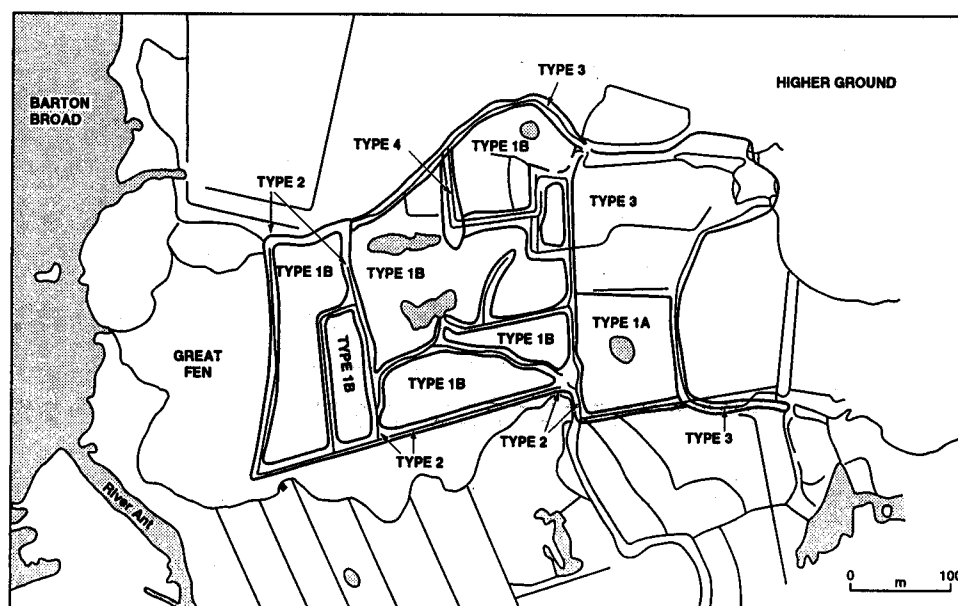 TYPE 3
HIGHER GROUND
BARTON
BROAD
TYPE 4
TYPE 1B
TYPE 2
TYPE 3
TYPE 1B
TYPE 1B
TYPE 1A
TYPE 1B
GREAT
FEN
TYPE 1B
TYPE 1B
TYPE 2
TYPE 2
TYPE 3
River Ant
0 m 100